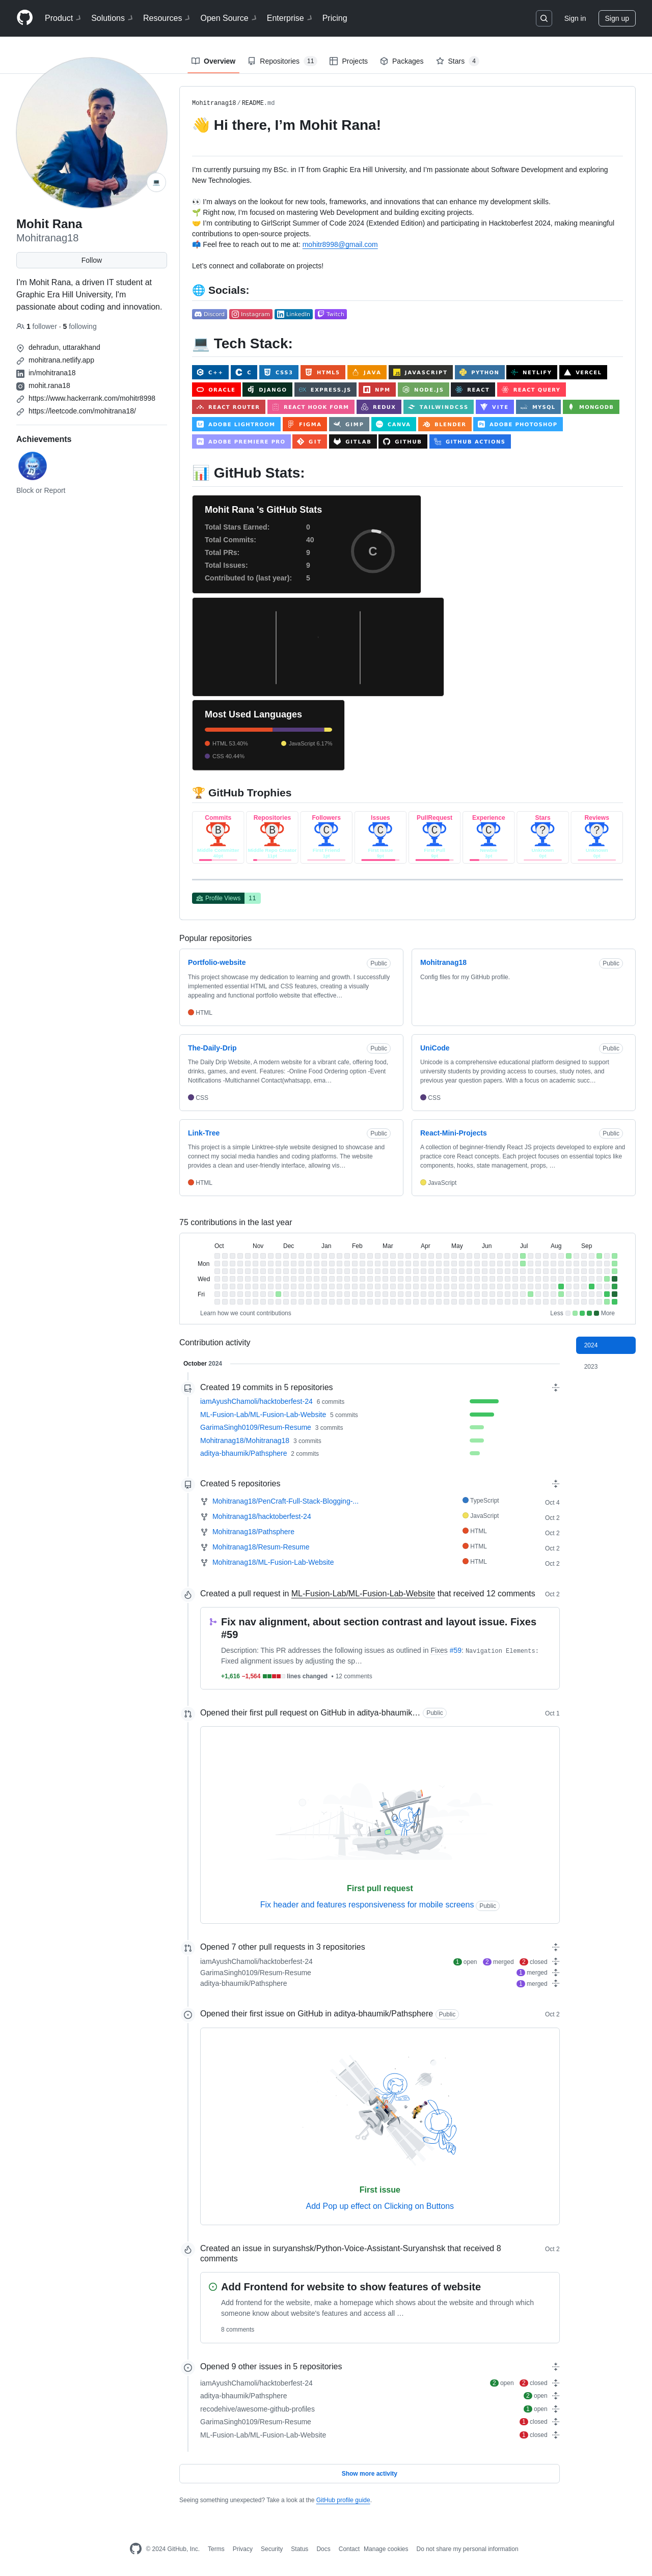 Product Solutions Resources Open Source Enterprise Pricing
Sign in Sign up
Overview Repositories 11 Projects Packages Stars 4
Mohit Rana
Mohitranag18
Follow
I'm Mohit Rana, a driven IT student at
Graphic Era Hill University, I'm
passionate about coding and innovation.
1 follower · 5 following
dehradun, uttarakhand
mohitrana.netlify.app
in/mohitrana18
mohit.rana18
https://www.hackerrank.com/mohitr8998
https://leetcode.com/mohitrana18/
Achievements
Block or Report
Mohitranag18/README.md
👋 Hi there, I'm Mohit Rana!
I'm currently pursuing my BSc. in IT from Graphic Era Hill University, and I'm passionate about Software Development and exploring
New Technologies.
👀 I'm always on the lookout for new tools, frameworks, and innovations that can enhance my development skills.
🌱 Right now, I'm focused on mastering Web Development and building exciting projects.
🤝 I'm contributing to GirlScript Summer of Code 2024 (Extended Edition) and participating in Hacktoberfest 2024, making meaningful
contributions to open-source projects.
📫 Feel free to reach out to me at: mohitr8998@gmail.com
Let's connect and collaborate on projects!
🌐 Socials:
Discord Instagram LinkedIn Twitch
💻 Tech Stack:
C++ C CSS3 HTML5 JAVA JAVASCRIPT PYTHON NETLIFY VERCEL
ORACLE DJANGO EXPRESS.JS NPM NODE.JS REACT REACT QUERY
REACT ROUTER REACT HOOK FORM REDUX TAILWINDCSS VITE MYSQL MONGODB
ADOBE LIGHTROOM FIGMA GIMP CANVA BLENDER ADOBE PHOTOSHOP
ADOBE PREMIERE PRO GIT GITLAB GITHUB GITHUB ACTIONS
📊 GitHub Stats:
Mohit Rana 's GitHub Stats
Total Stars Earned: 0
Total Commits: 40
Total PRs: 9
Total Issues: 9
Contributed to (last year): 5
C
Most Used Languages
HTML 53.40% JavaScript 6.17%
CSS 40.44%
🏆 GitHub Trophies
Commits Repositories Followers Issues PullRequest Experience Stars Reviews
B B C C C C ? ?
Profile Views 11
Popular repositories
Portfolio-website Public
This project showcase my dedication to learning and growth. I successfully
implemented essential HTML and CSS features, creating a visually
appealing and functional portfolio website that effective…
HTML
Mohitranag18 Public
Config files for my GitHub profile.
The-Daily-Drip Public
The Daily Drip Website, A modern website for a vibrant cafe, offering food,
drinks, games, and event. Features: -Online Food Ordering option -Event
Notifications -Multichannel Contact(whatsapp, ema…
CSS
UniCode Public
Unicode is a comprehensive educational platform designed to support
university students by providing access to courses, study notes, and
previous year question papers. With a focus on academic succ…
CSS
Link-Tree Public
This project is a simple Linktree-style website designed to showcase and
connect my social media handles and coding platforms. The website
provides a clean and user-friendly interface, allowing vis…
HTML
React-Mini-Projects Public
A collection of beginner-friendly React JS projects developed to explore and
practice core React concepts. Each project focuses on essential topics like
components, hooks, state management, props, …
JavaScript
75 contributions in the last year
Oct Nov Dec Jan Feb Mar Apr May Jun Jul Aug Sep
Mon
Wed
Fri
Learn how we count contributions Less More
Contribution activity
2024
2023
October 2024
Created 19 commits in 5 repositories
iamAyushChamoli/hacktoberfest-24 6 commits
ML-Fusion-Lab/ML-Fusion-Lab-Website 5 commits
GarimaSingh0109/Resum-Resume 3 commits
Mohitranag18/Mohitranag18 3 commits
aditya-bhaumik/Pathsphere 2 commits
Created 5 repositories
Mohitranag18/PenCraft-Full-Stack-Blogging-... TypeScript Oct 4
Mohitranag18/hacktoberfest-24 JavaScript Oct 2
Mohitranag18/Pathsphere HTML Oct 2
Mohitranag18/Resum-Resume HTML Oct 2
Mohitranag18/ML-Fusion-Lab-Website HTML Oct 2
Created a pull request in ML-Fusion-Lab/ML-Fusion-Lab-Website that received 12 comments Oct 2
Fix nav alignment, about section contrast and layout issue. Fixes
#59
Description: This PR addresses the following issues as outlined in Fixes #59: Navigation Elements:
Fixed alignment issues by adjusting the sp…
+1,616 −1,564 lines changed • 12 comments
Opened their first pull request on GitHub in aditya-bhaumik… Public Oct 1
First pull request
Fix header and features responsiveness for mobile screens Public
Opened 7 other pull requests in 3 repositories
iamAyushChamoli/hacktoberfest-24 1 open 2 merged 2 closed
GarimaSingh0109/Resum-Resume 1 merged
aditya-bhaumik/Pathsphere 1 merged
Opened their first issue on GitHub in aditya-bhaumik/Pathsphere Public Oct 2
First issue
Add Pop up effect on Clicking on Buttons
Created an issue in suryanshsk/Python-Voice-Assistant-Suryanshsk that received 8 Oct 2
comments
Add Frontend for website to show features of website
Add frontend for the website, make a homepage which shows about the website and through which
someone know about website's features and access all …
8 comments
Opened 9 other issues in 5 repositories
iamAyushChamoli/hacktoberfest-24 2 open 2 closed
aditya-bhaumik/Pathsphere 2 open
recodehive/awesome-github-profiles 1 open
GarimaSingh0109/Resum-Resume 1 closed
ML-Fusion-Lab/ML-Fusion-Lab-Website 1 closed
Show more activity
Seeing something unexpected? Take a look at the GitHub profile guide.
© 2024 GitHub, Inc. Terms Privacy Security Status Docs Contact Manage cookies Do not share my personal information